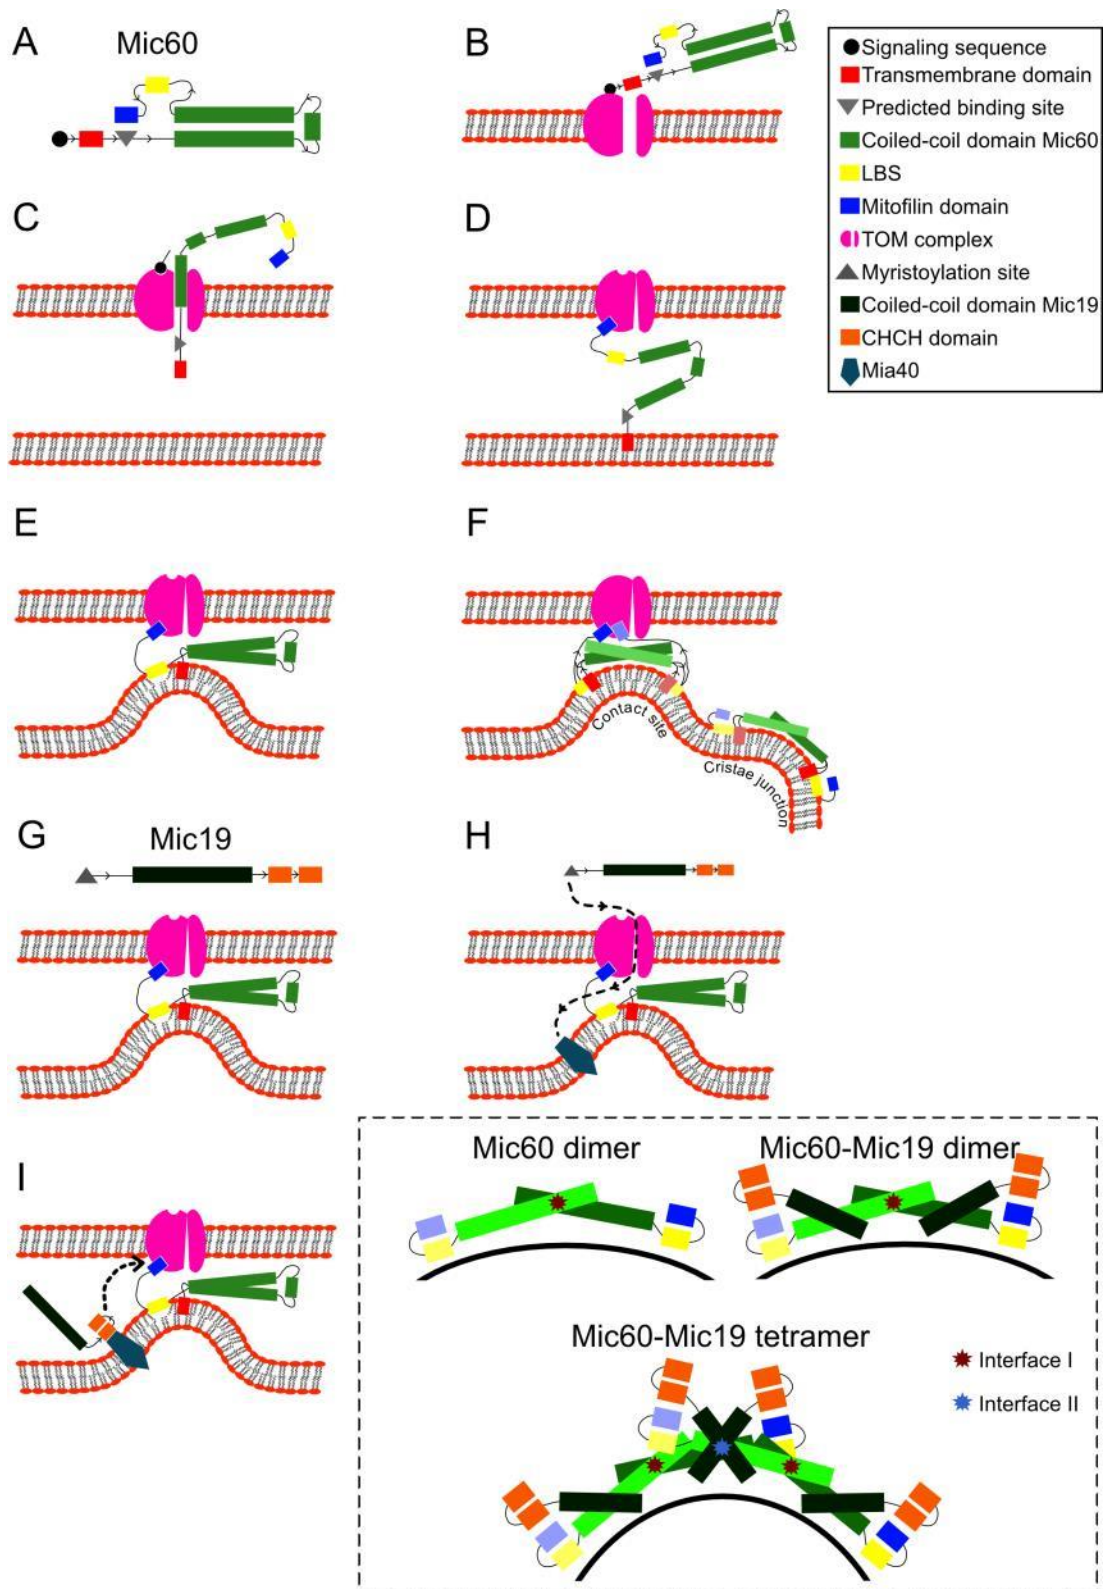 A
Mic60
B
Signaling sequence
Transmembrane domain
Predicted binding site
Coiled-coil domain Mic60
LBS
Mitofilin domain
TOM complex
Myristoylation site
Coiled-coil domain Mic19
CHCH domain
Mia40
C
D
E
F
Contact site
Cristae junction
G
Mic19
H
I
Mic60 dimer
Mic60-Mic19 dimer
Mic60-Mic19 tetramer
Interface I
Interface II